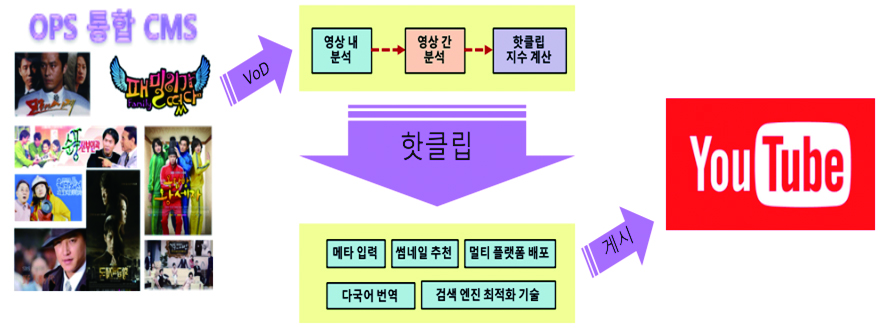 OPS 통합 CMS
패밀리가
떴다
Family
순풍
VoD
영상 내
분석
영상 간
분석
핫클립
지수 계산
핫클립
메타 입력
썸네일 추천
멀티 플랫폼 배포
다국어 번역
검색 엔진 최적화 기술
게시
YouTube